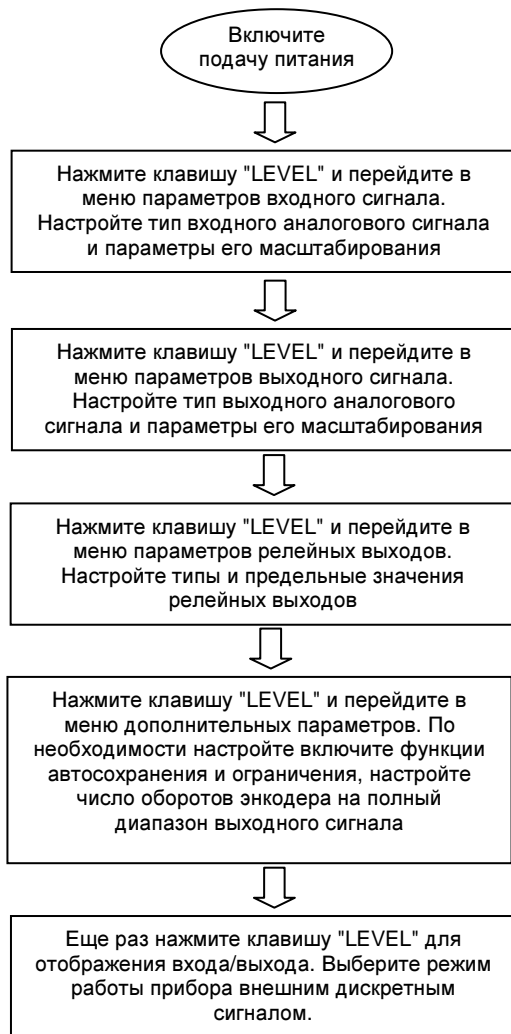 Включите
подачу питания
Нажмите клавишу "LEVEL" и перейдите в
меню параметров входного сигнала.
Настройте тип входного аналогового сигнала
и параметры его масштабирования
Нажмите клавишу "LEVEL" и перейдите в
меню параметров выходного сигнала.
Настройте тип выходного аналогового
сигнала и параметры его масштабирования
Нажмите клавишу "LEVEL" и перейдите в
меню параметров релейных выходов.
Настройте типы и предельные значения
релейных выходов
Нажмите клавишу "LEVEL" и перейдите в
меню дополнительных параметров. По
необходимости настройте включите функции
автосохранения и ограничения, настройте
число оборотов энкодера на полный
диапазон выходного сигнала
Еще раз нажмите клавишу "LEVEL" для
отображения входа/выхода. Выберите режим
работы прибора внешним дискретным
сигналом.